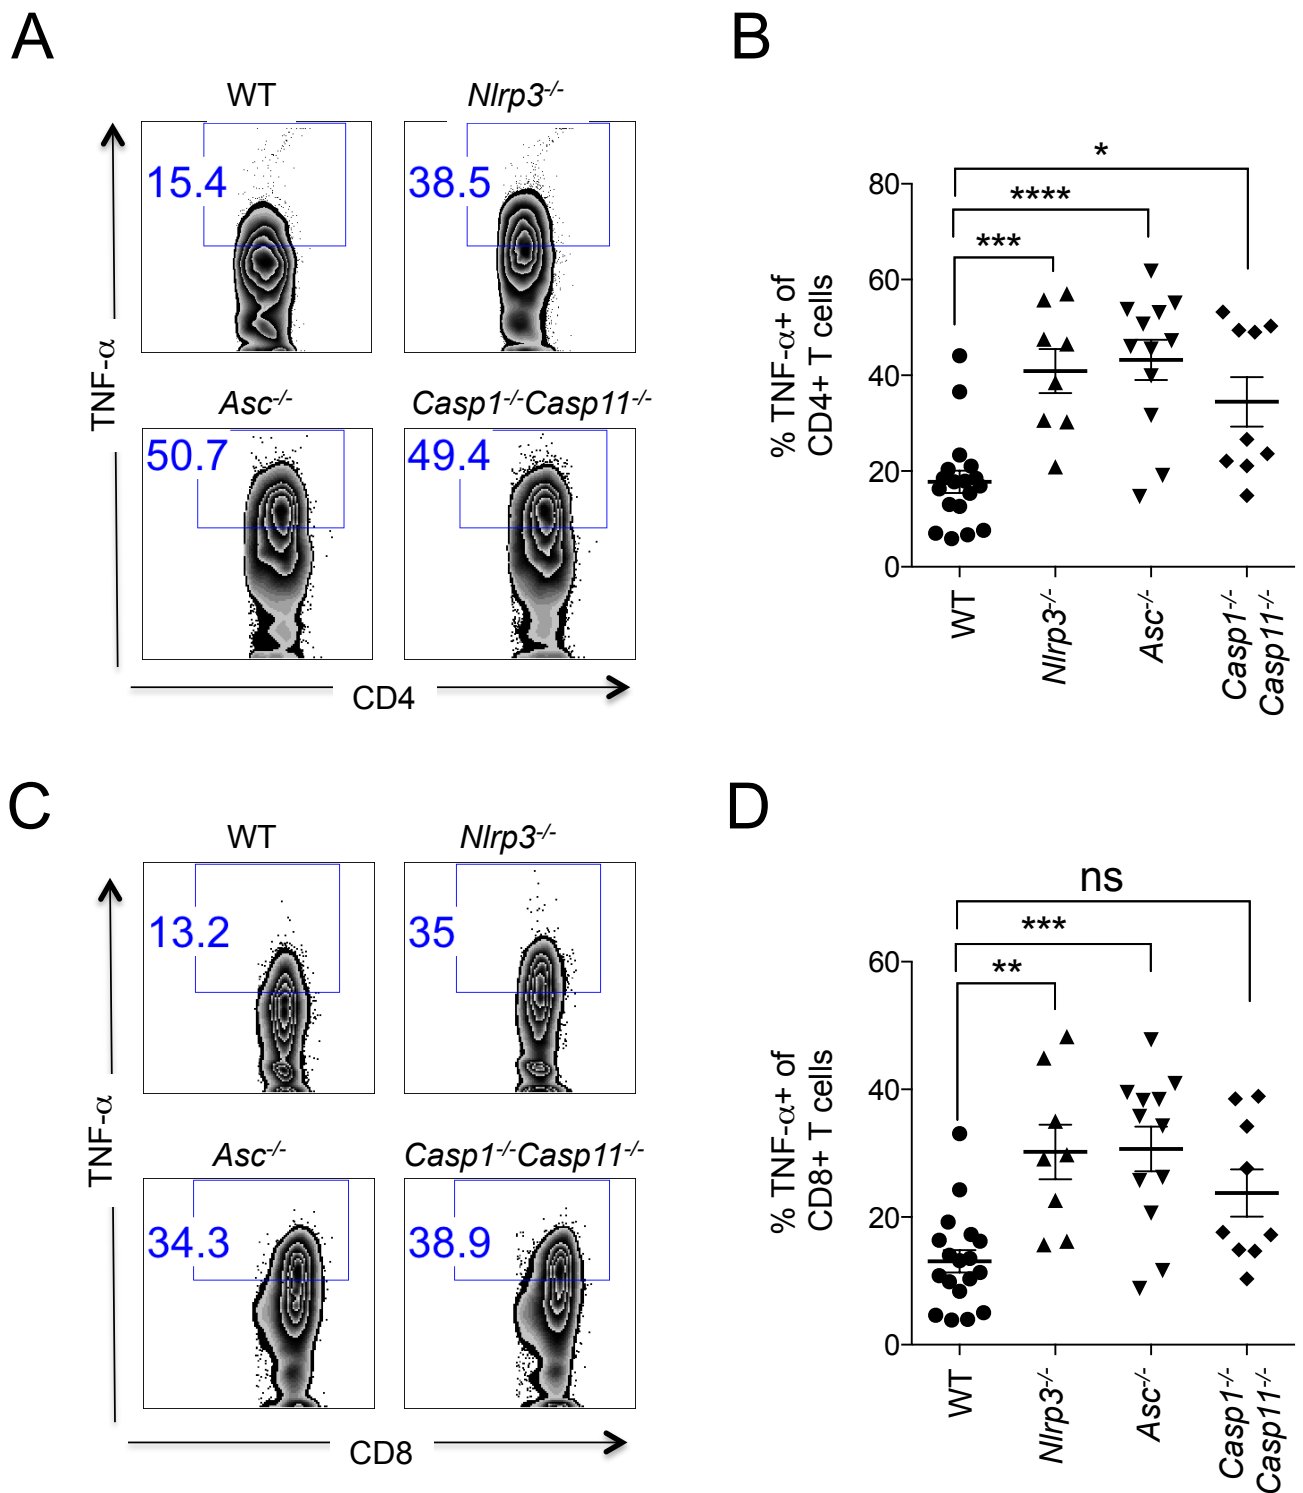 A
WT
Nlrp3-/-
15.4
38.5
Asc-/-
Casp1-/-Casp11-/-
50.7
49.4
TNF-α
CD4
B
*
****
***
80
60
40
20
0
% TNF-α+ of
CD4+ T cells
WT
Nlrp3-/-
Asc-/-
Casp1-/-
Casp11-/-
C
WT
Nlrp3-/-
13.2
35
Asc-/-
Casp1-/-Casp11-/-
34.3
38.9
TNF-α
CD8
D
ns
***
**
60
40
20
0
% TNF-α+ of
CD8+ T cells
WT
Nlrp3-/-
Asc-/-
Casp1-/-
Casp11-/-